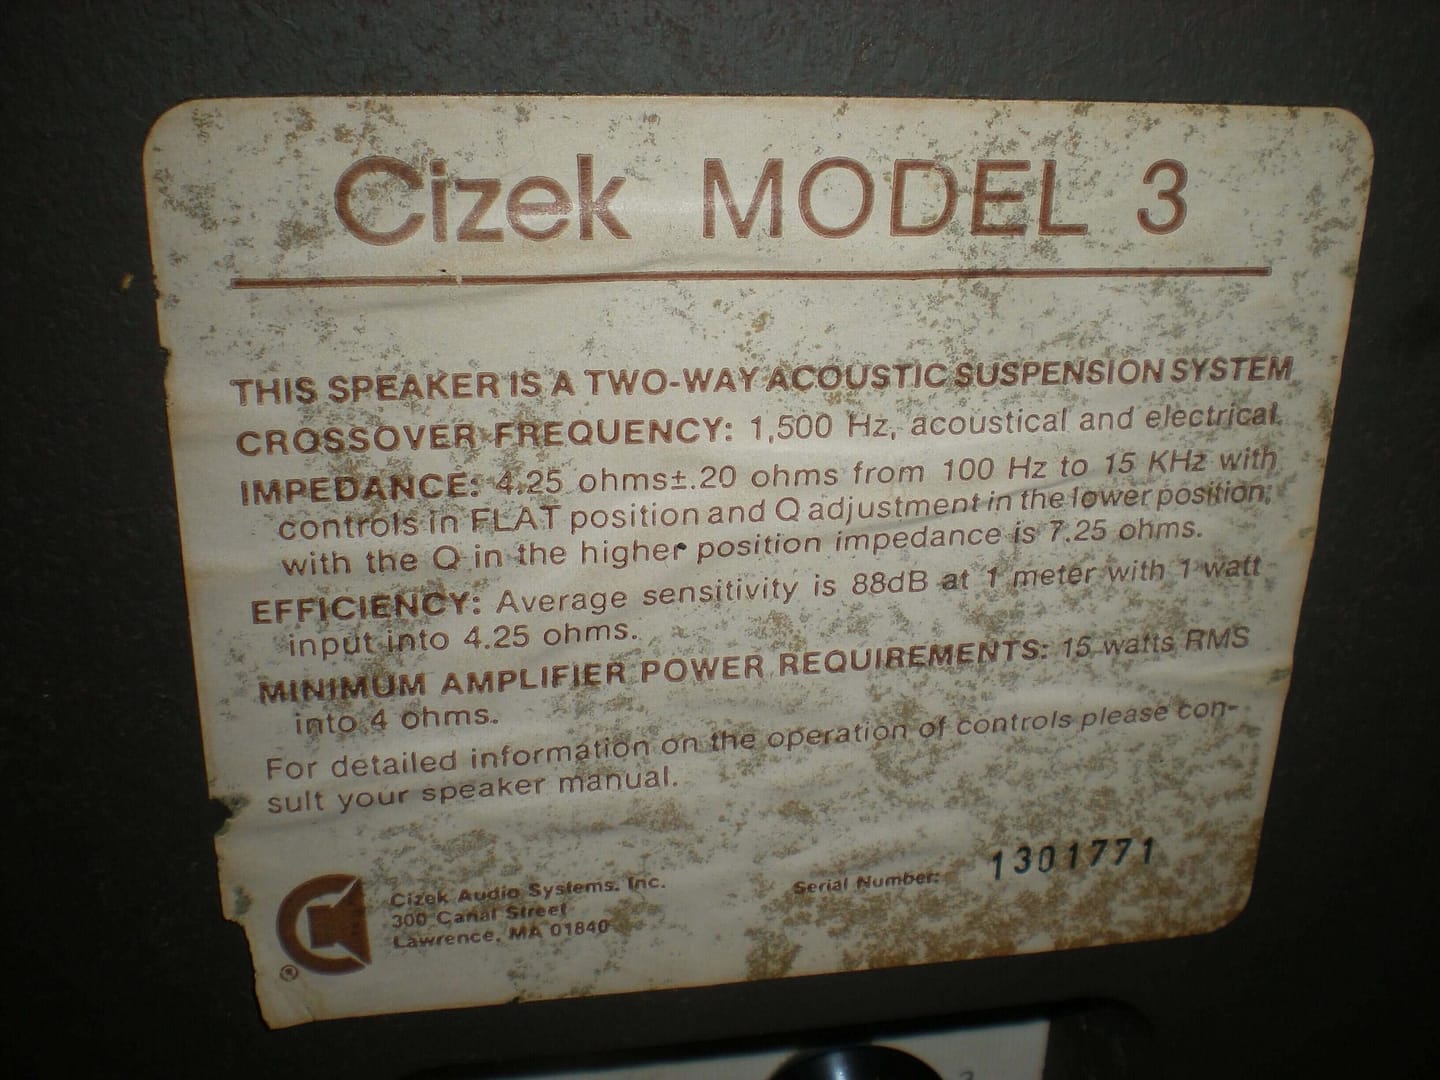 Cizek MODEL 3
THIS SPEAKER IS A TWO-WAY ACOUSTIC SUSPENSION SYSTEM
CROSSOVER FREQUENCY: 1,500 Hz, acoustical and electrical.
IMPEDANCE: 4.25 ohms±.20 ohms from 100 Hz to 15 KHz with
controls in FLAT position and Q adjustment in the lower position;
with the Q in the higher position impedance is 7.25 ohms.
EFFICIENCY: Average sensitivity is 88dB at 1 meter with 1 watt
input into 4.25 ohms.
MINIMUM AMPLIFIER POWER REQUIREMENTS: 15 watts RMS
into 4 ohms.
For detailed information on the operation of controls please con-
sult your speaker manual.
Cizek Audio Systems, Inc.
300 Canal Street
Lawrence, MA 01840
®
Serial Number: 1301771